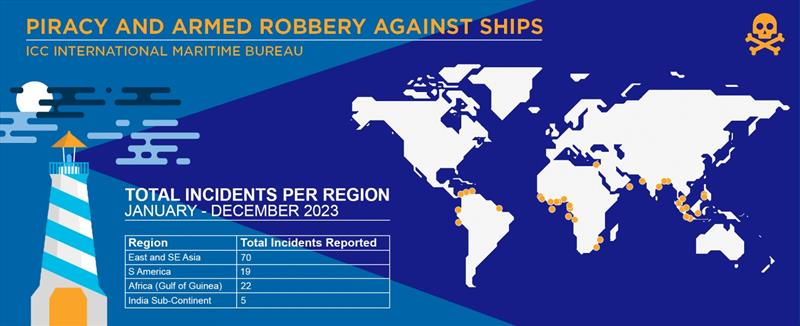 PIRACY AND ARMED ROBBERY AGAINST SHIPS
ICC INTERNATIONAL MARITIME BUREAU
TOTAL INCIDENTS PER REGION
JANUARY - DECEMBER 2023
Region Total Incidents Reported
East and SE Asia 70
S America 19
Africa (Gulf of Guinea) 22
India Sub-Continent 5